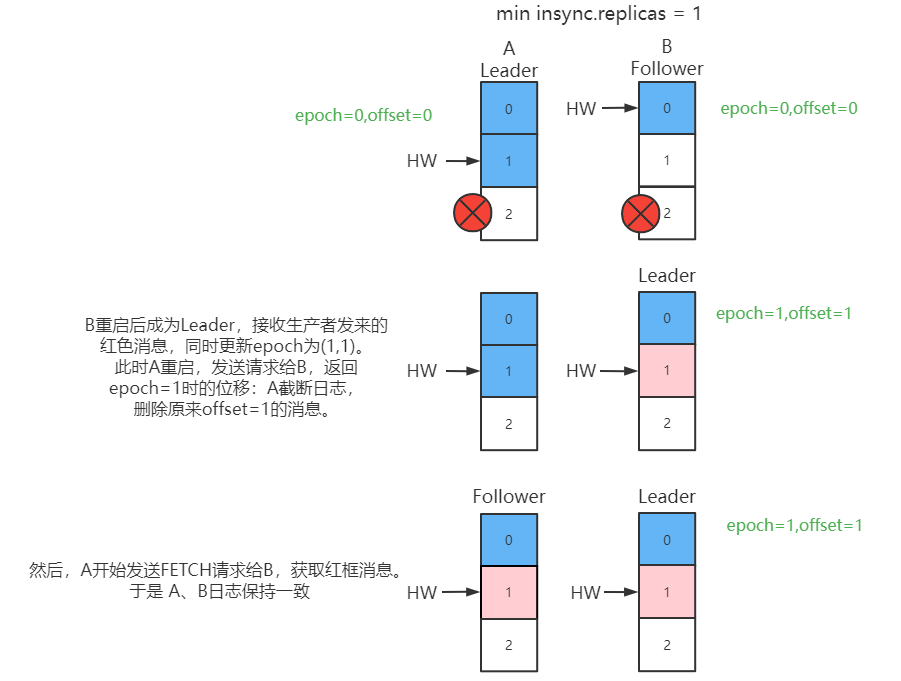 min insync.replicas = 1
A
Leader
B
Follower
epoch=0,offset=0
HW
0
1
2
HW
0
1
2
epoch=0,offset=0
B重启后成为Leader，接收生产者发来的
红色消息，同时更新epoch为(1,1)。
此时A重启，发送请求给B，返回
epoch=1时的位移：A截断日志，
删除原来offset=1的消息。
HW
0
1
2
Leader
HW
0
1
2
epoch=1,offset=1
然后，A开始发送FETCH请求给B，获取红框消息。
于是 A、B日志保持一致
Follower
HW
0
1
2
Leader
HW
0
1
2
epoch=1,offset=1